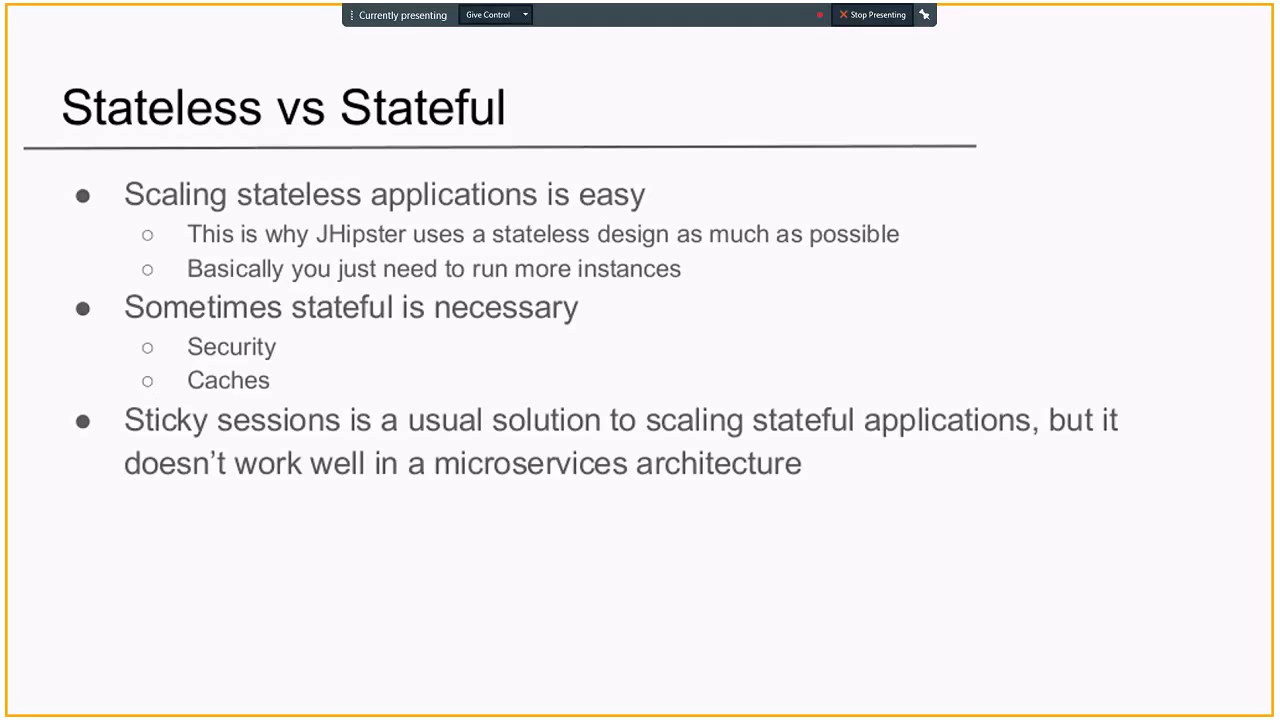 Currently presenting
Give Control
Stop Presenting
Stateless vs Stateful
● Scaling stateless applications is easy
○ This is why JHipster uses a stateless design as much as possible
○ Basically you just need to run more instances
● Sometimes stateful is necessary
○ Security
○ Caches
● Sticky sessions is a usual solution to scaling stateful applications, but it
doesn’t work well in a microservices architecture